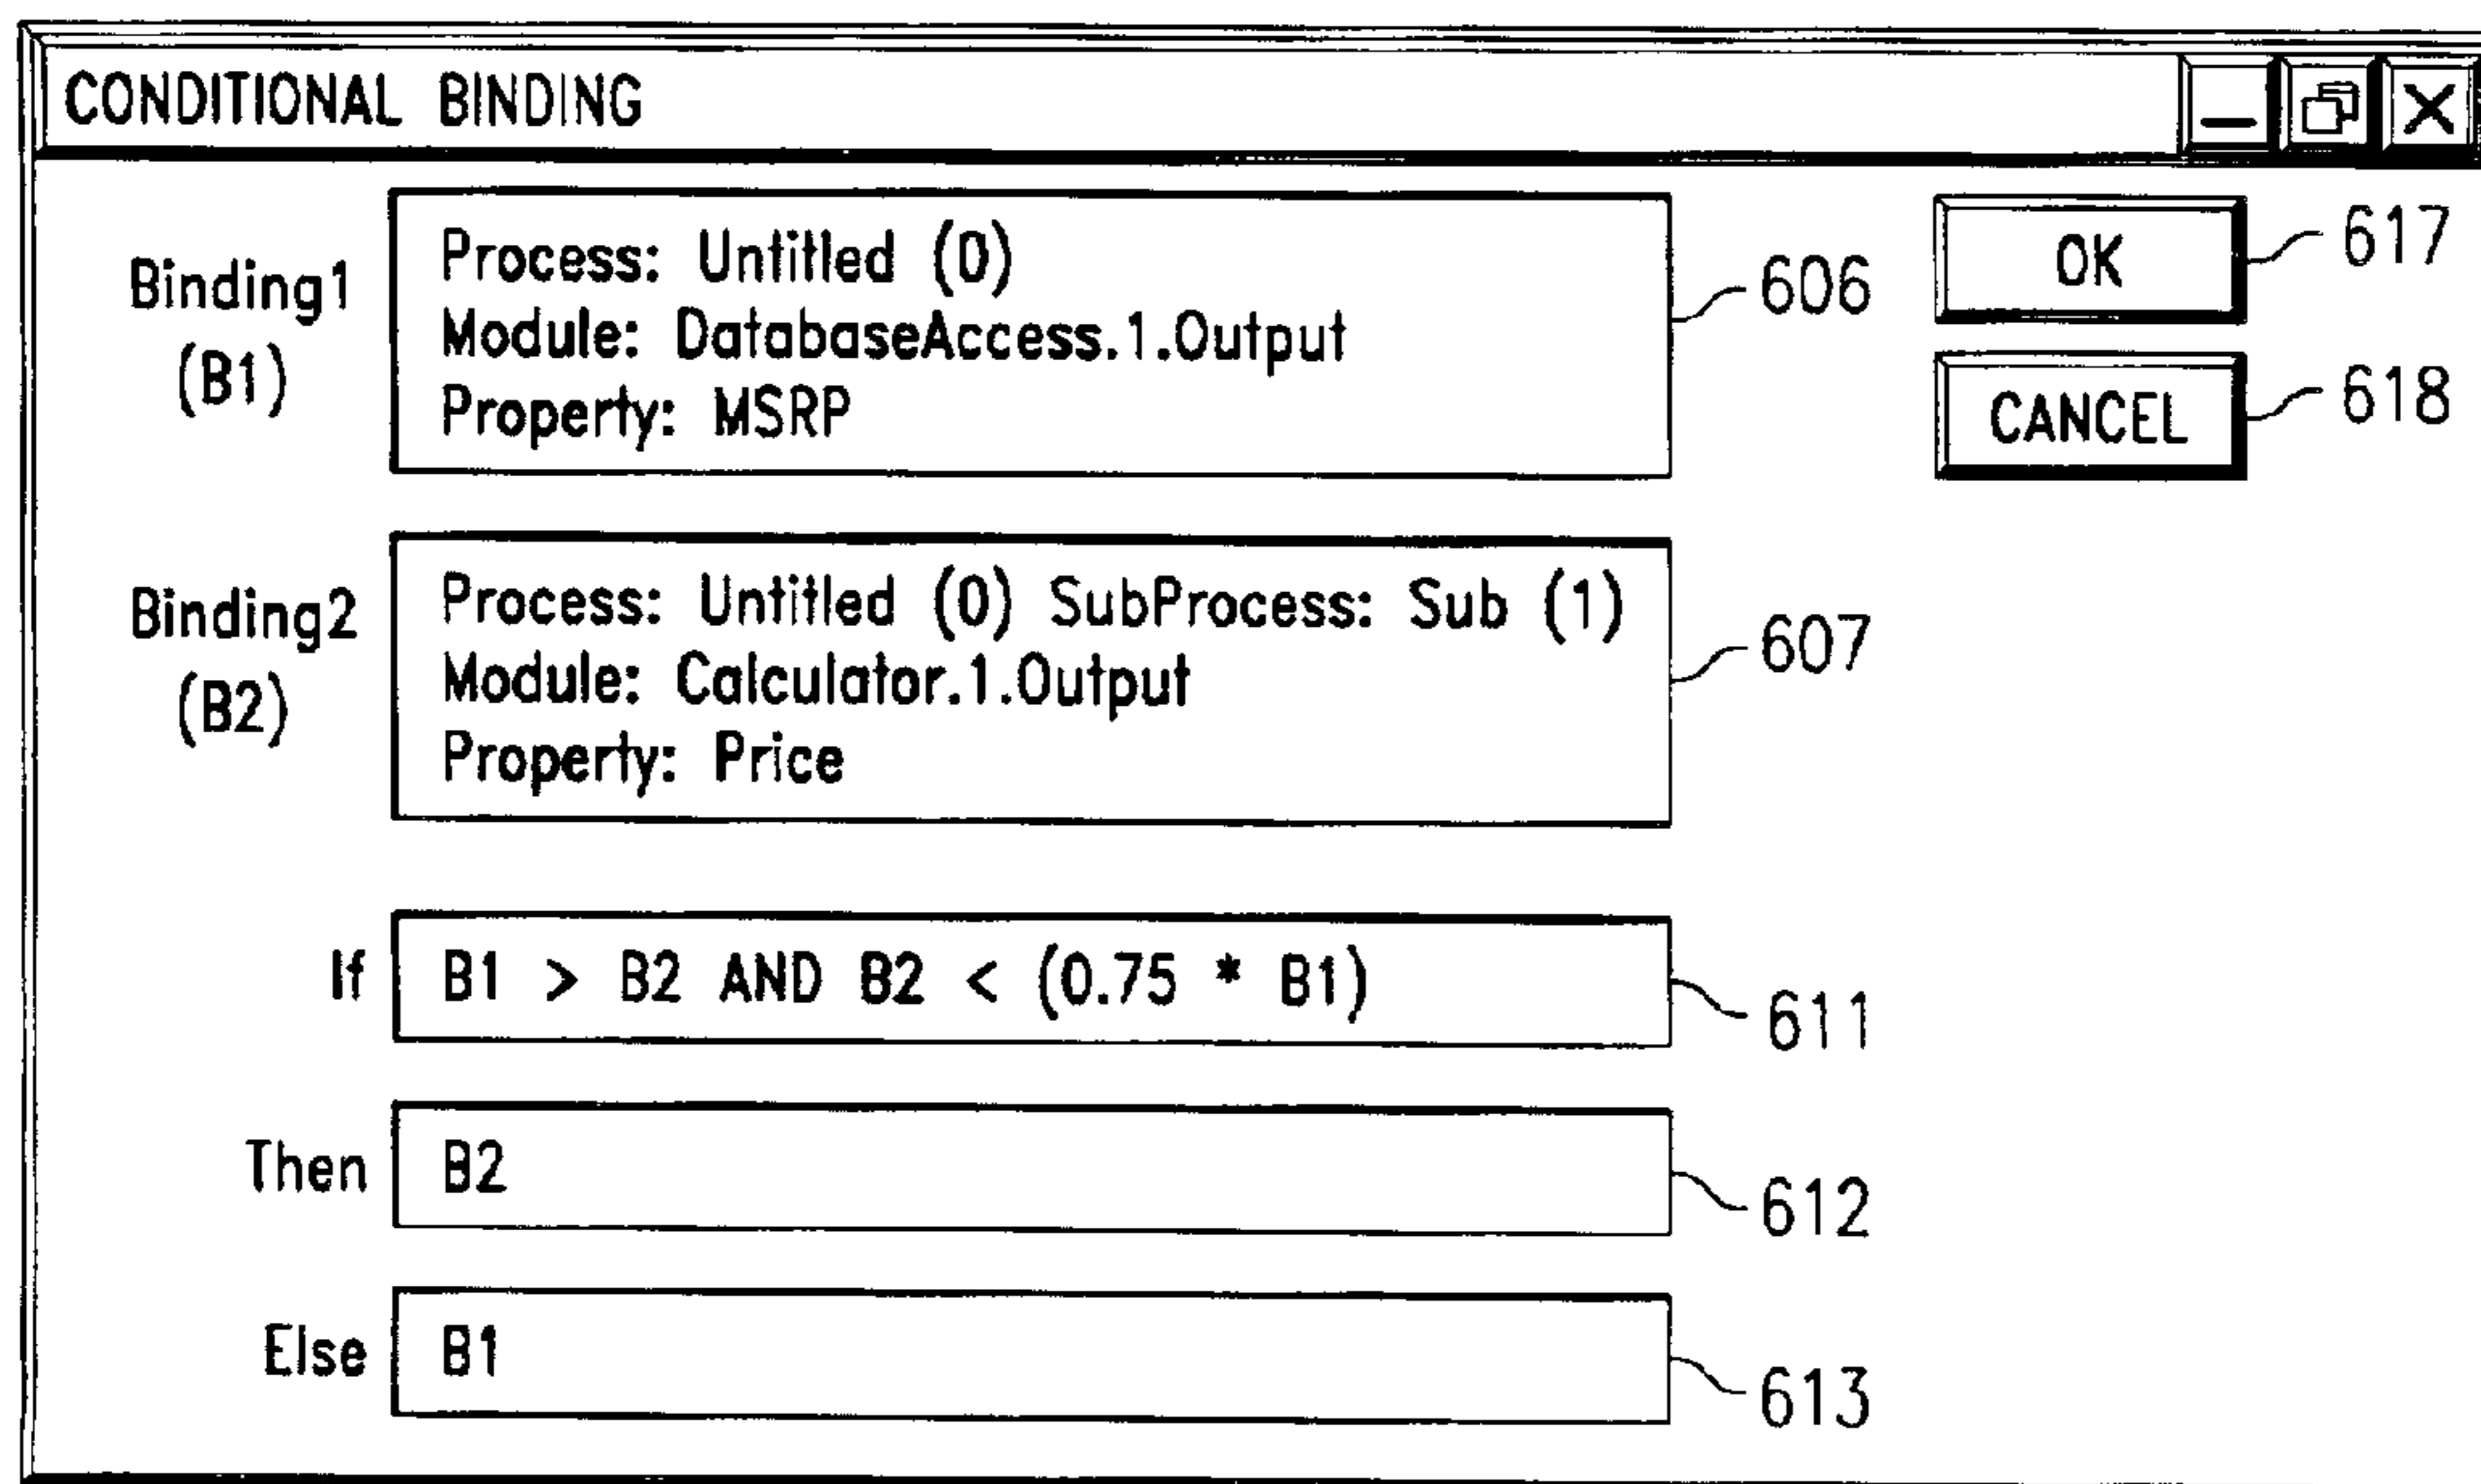 CONDITIONAL BINDING
Binding1
(B1)
Process: Untitled (0)
Module: DatabaseAccess.1.Output
Property: MSRP
606
OK
617
CANCEL
618
Binding2
(B2)
Process: Untitled (0) SubProcess: Sub (1)
Module: Calculator.1.Output
Property: Price
607
If
B1 > B2 AND B2 < (0.75 * B1)
611
Then
B2
612
Else
B1
613